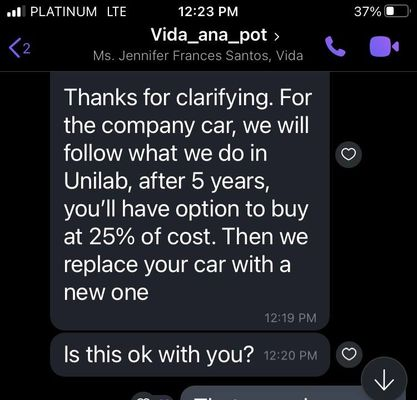 PLATINUM LTE 12:23 PM 37%
2 Vida_ana_pot >
Ms. Jennifer Frances Santos, Vida
Thanks for clarifying. For
the company car, we will
follow what we do in
Unilab, after 5 years,
you'll have option to buy
at 25% of cost. Then we
replace your car with a
new one
12:19 PM
Is this ok with you? 12:20 PM